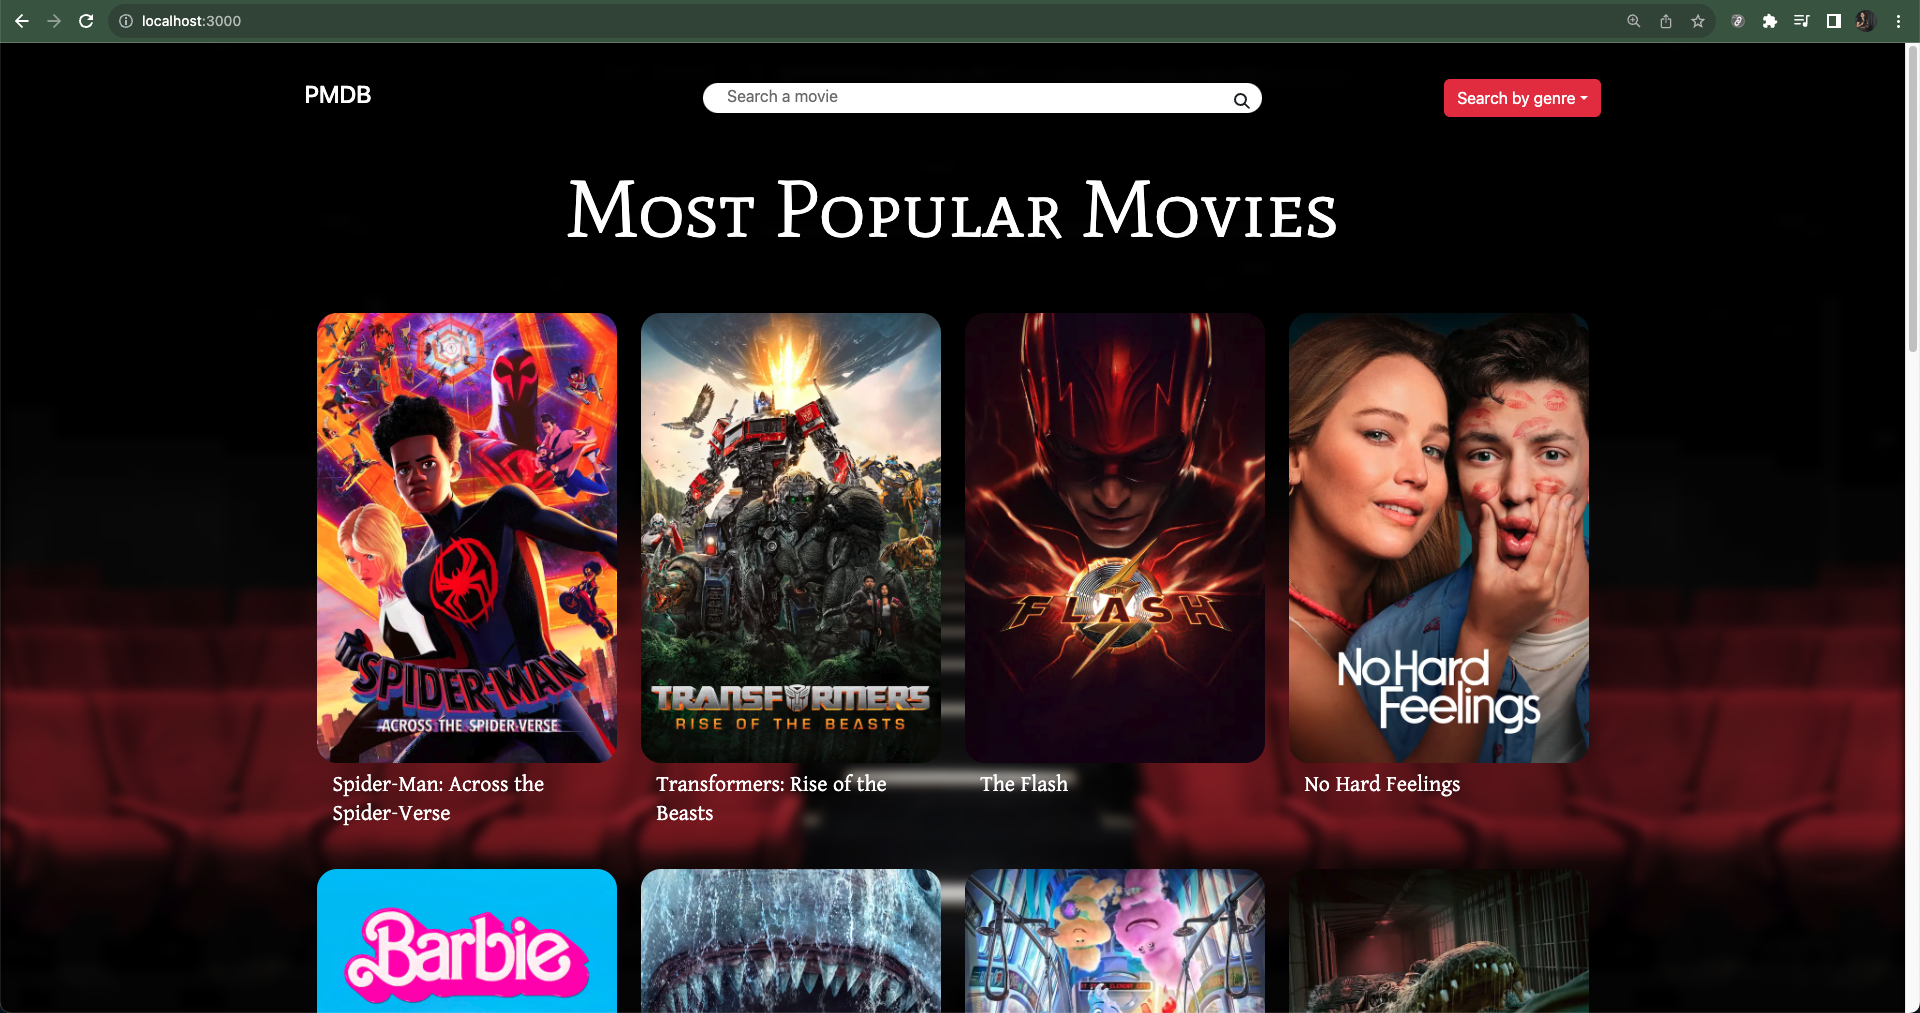 localhost:3000
PMDB
Search a movie
Search by genre
Most Popular Movies
SPIDER-MAN
ACROSS THE SPIDER-VERSE
TRANSFORMERS
RISE OF THE BEASTS
FLASH
No Hard
Feelings
Spider-Man: Across the
Spider-Verse
Transformers: Rise of the
Beasts
The Flash
No Hard Feelings
Barbie